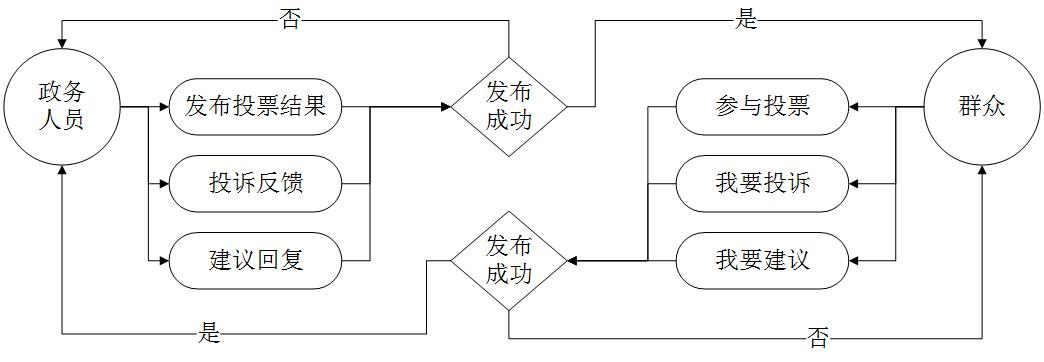 否
是
政务
人员
发布投票结果
发布
成功
参与投票
群众
投诉反馈
我要投诉
建议回复
发布
成功
我要建议
是
否